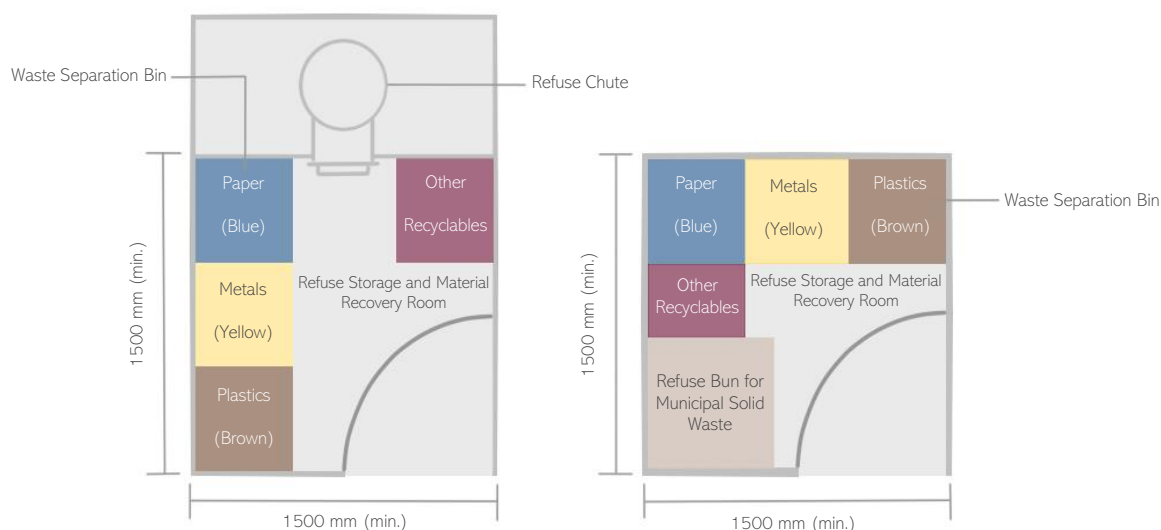 Waste Separation Bin
Refuse Chute
Paper
(Blue)
Other
Recyclables
Metals
(Yellow)
Refuse Storage and Material
Recovery Room
Plastics
(Brown)
1500 mm (min.)
1500 mm (min.)
Paper
(Blue)
Metals
(Yellow)
Plastics
(Brown)
Waste Separation Bin
Other
Recyclables
Refuse Storage and Material
Recovery Room
Refuse Bun for
Municipal Solid
Waste
1500 mm (min.)
1500 mm (min.)